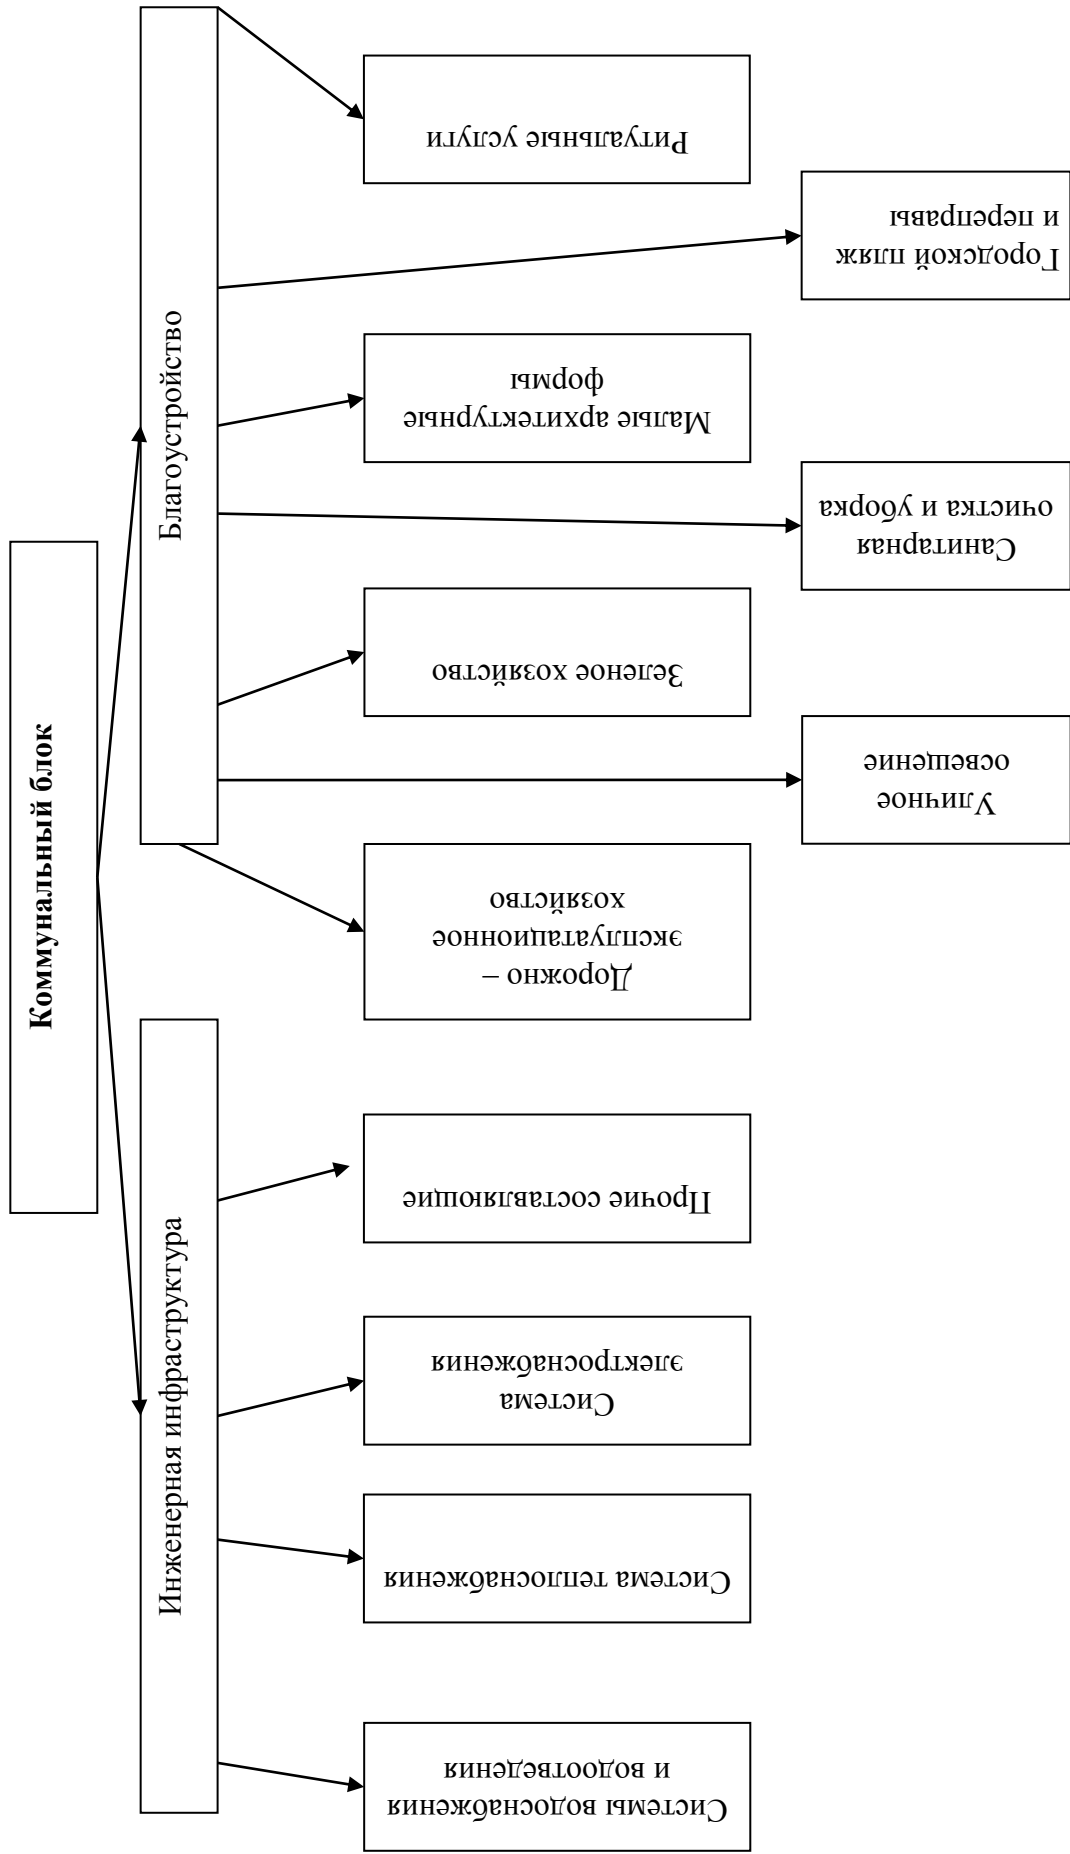 Коммунальный блок
Инженерная инфраструктура
Благоустройство
Системы водоснабжения
и водоотведения
Система теплоснабжения
Система
электроснабжения
Прочие составляющие
Дорожно –
эксплуатационное
хозяйство
Уличное
освещение
Зеленое хозяйство
Санитарная
очистка и уборка
Малые архитектурные
формы
Городской пляж
и переправы
Ритуальные услуги